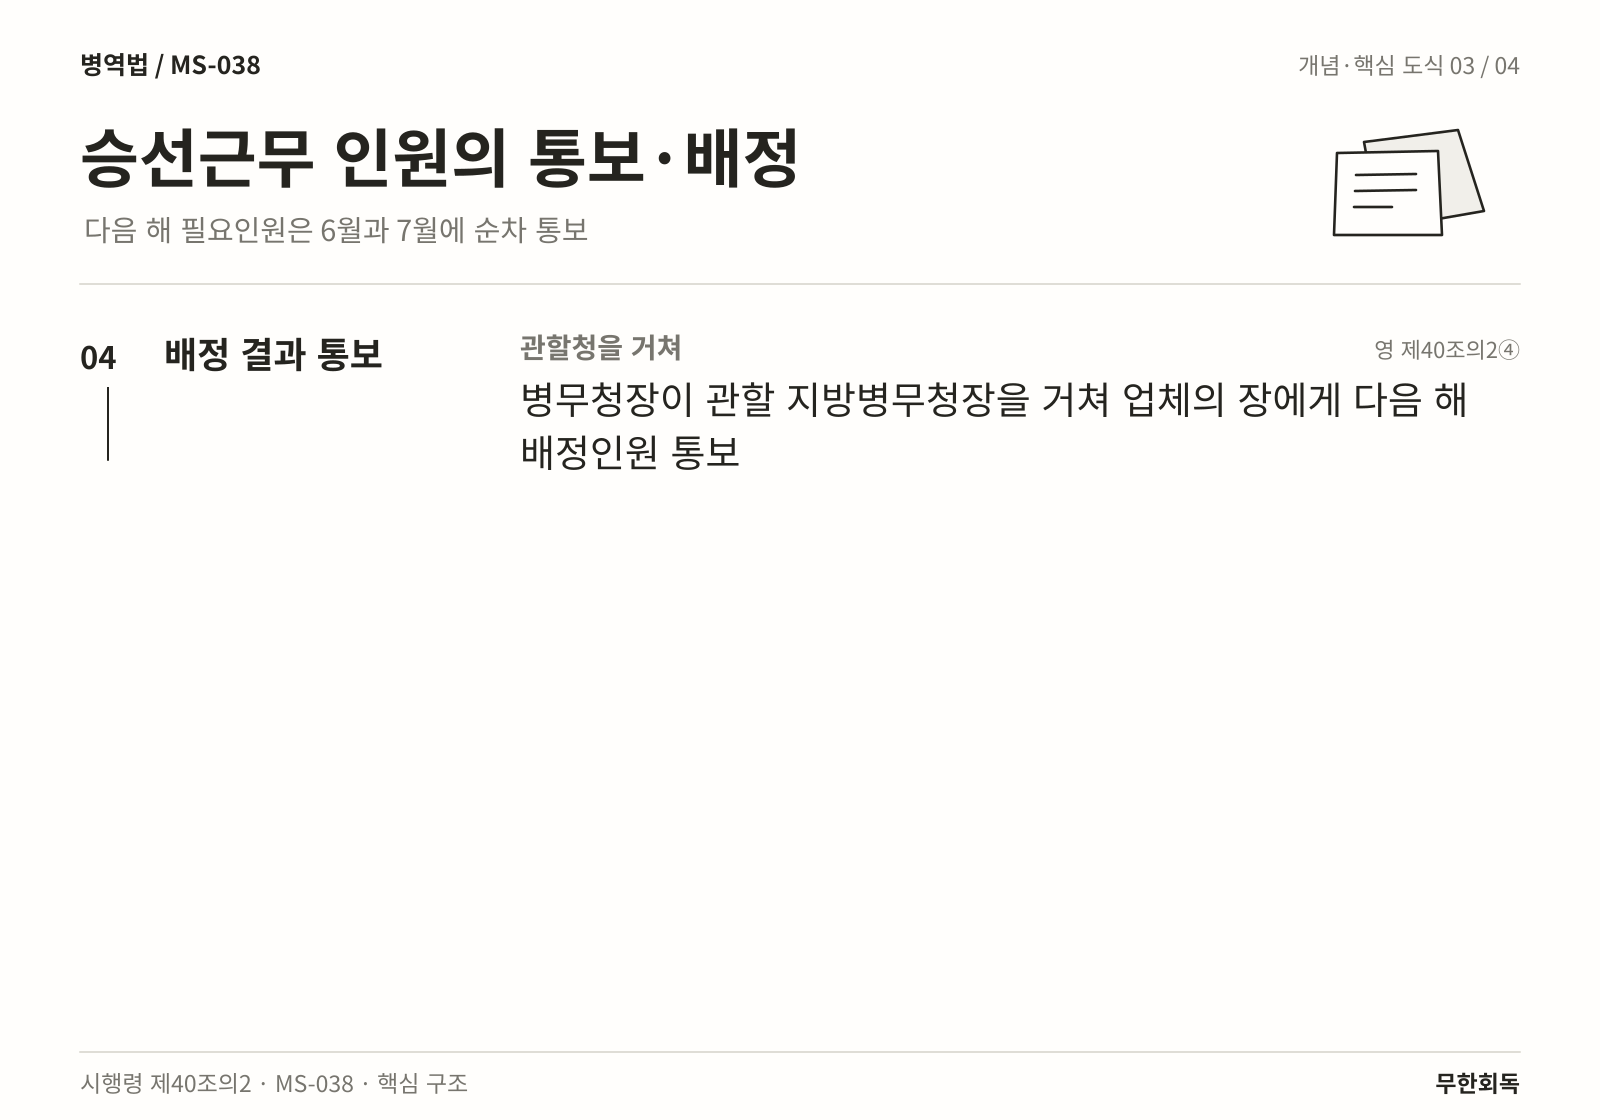 병역법 / MS-038
개념·핵심 도식 03 / 04
승선근무 인원의 통보·배정
다음 해 필요인원은 6월과 7월에 순차 통보
04
배정 결과 통보
관할청을 거쳐
영 제40조의2④
병무청장이 관할 지방병무청장을 거쳐 업체의 장에게 다음 해
배정인원 통보
시행령 제40조의2 · MS-038 · 핵심 구조
무한회독